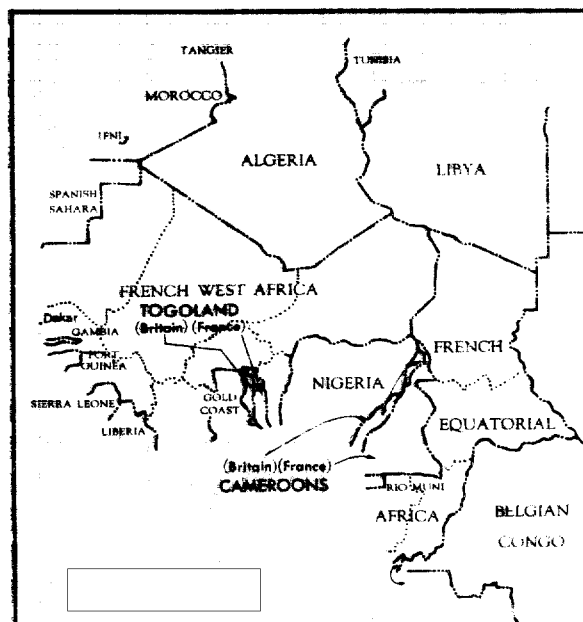 TANGIER
TUNISIA
MOROCCO
IFNI
ALGERIA
LIBYA
SPANISH
SAHARA
FRENCH WEST AFRICA
TOGOLAND
(Britain) (France)
Dakar
GAMBIA
PORT.
GUINEA
FRENCH
NIGERIA
GOLD
COAST
SIERRA LEONE
LIBERIA
EQUATORIAL
(Britain) (France)
CAMEROONS
RIO MUNI
AFRICA
BELGIAN
CONGO